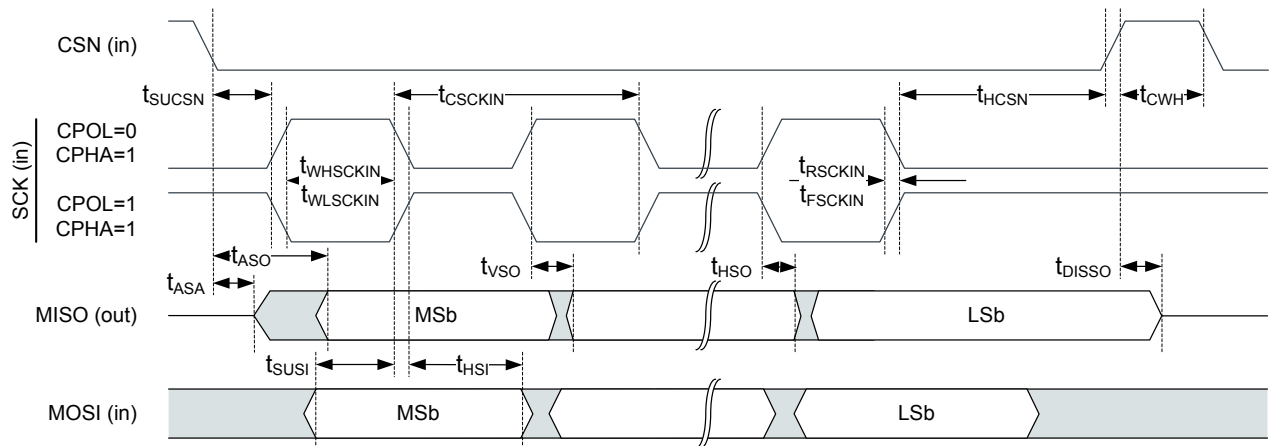 CSN (in)
tSUCSN
tCSCKIN
tHCSN
tCWH
SCK (in)
CPOL=0
CPHA=1
tWHSCKIN
tWLSCKIN
tRSCKIN
tFSCKIN
CPOL=1
CPHA=1
tASO
tVSO
tHSO
tDISSO
tASA
MISO (out)
MSb
LSb
tSUSI
tHSI
MOSI (in)
MSb
LSb